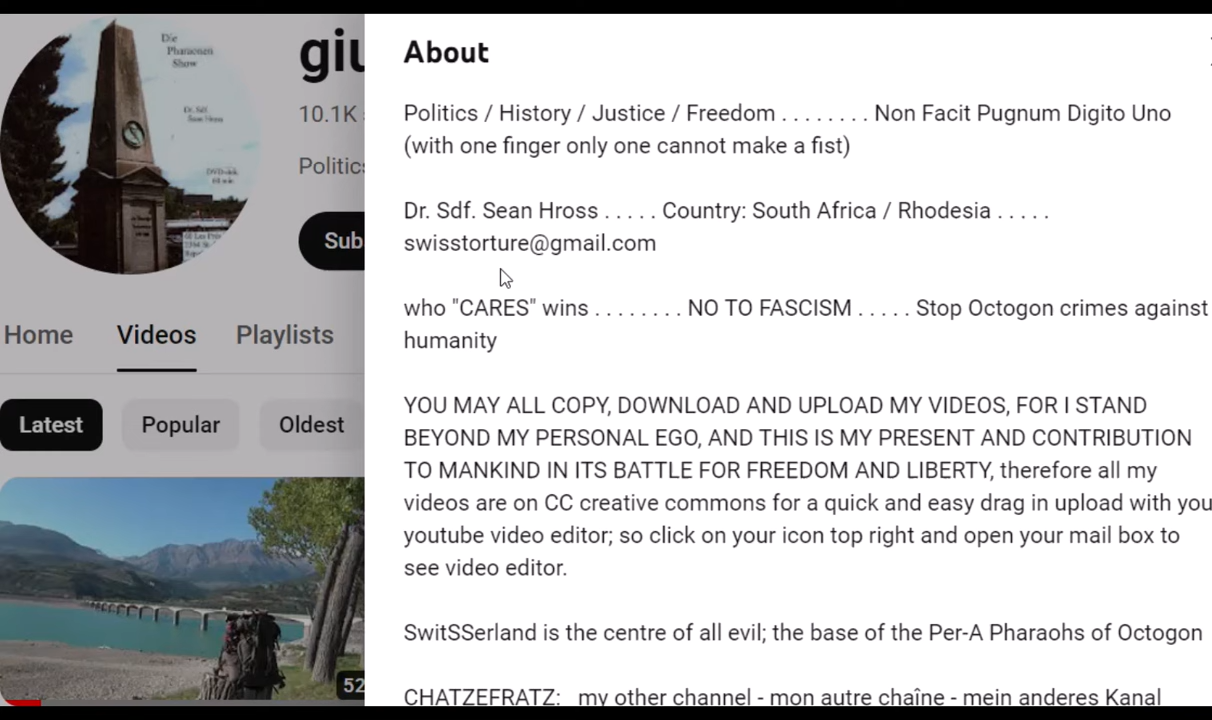 Die
Pharaonen
Show
Dr. Sdf.
Sean Hross
giu
10.1K
Politic
Sub
Home
Videos
Playlists
Latest
Popular
Oldest
52
About
Politics / History / Justice / Freedom . . . . . . . . Non Facit Pugnum Digito Uno
(with one finger only one cannot make a fist)
Dr. Sdf. Sean Hross . . . . . Country: South Africa / Rhodesia . . . . .
swisstorture@gmail.com
who "CARES" wins . . . . . . . . NO TO FASCISM . . . . . Stop Octogon crimes against
humanity
YOU MAY ALL COPY, DOWNLOAD AND UPLOAD MY VIDEOS, FOR I STAND
BEYOND MY PERSONAL EGO, AND THIS IS MY PRESENT AND CONTRIBUTION
TO MANKIND IN ITS BATTLE FOR FREEDOM AND LIBERTY, therefore all my
videos are on CC creative commons for a quick and easy drag in upload with you
youtube video editor; so click on your icon top right and open your mail box to
see video editor.
SwitSSerland is the centre of all evil; the base of the Per-A Pharaohs of Octogon
CHATZEFRATZ: my other channel - mon autre chaîne - mein anderes Kanal